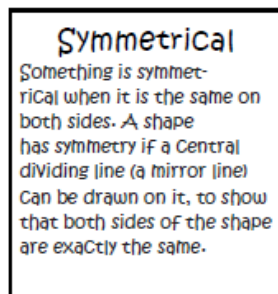 Symmetrical
Something is symmet-
rical when it is the same on
both sides. A shape
has symmetry if a central
dividing line (a mirror line)
can be drawn on it, to show
that both sides of the shape
are exactly the same.